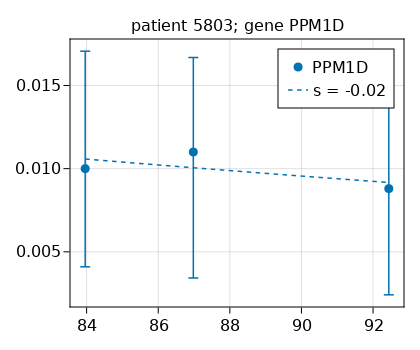 patient 5803; gene PPM1D
PPM1D
s = -0.02
0.015
0.010
0.005
84 86 88 90 92